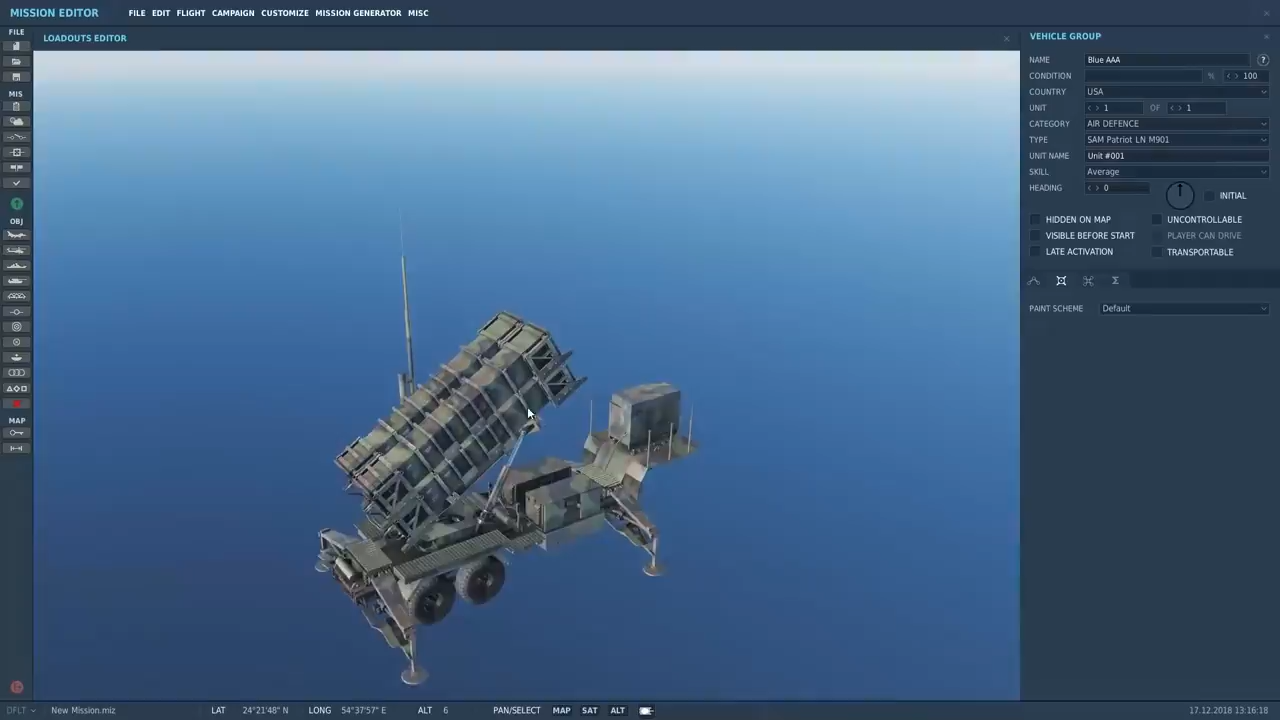 MISSION EDITOR FILE EDIT FLIGHT CAMPAIGN CUSTOMIZE MISSION GENERATOR MISC
FILE
LOADOUTS EDITOR
MIS
OBJ
MAP
VEHICLE GROUP
NAME Blue AAA ?
CONDITION % 100
COUNTRY USA
UNIT 1 OF 1
CATEGORY AIR DEFENCE
TYPE SAM Patriot LN M901
UNIT NAME Unit #001
SKILL Average
HEADING 0 INITIAL
HIDDEN ON MAP UNCONTROLLABLE
VISIBLE BEFORE START PLAYER CAN DRIVE
LATE ACTIVATION TRANSPORTABLE
PAINT SCHEME Default
DFLT New Mission.miz LAT 24°21'48" N LONG 54°37'57" E ALT 6 PAN/SELECT MAP SAT ALT 17.12.2018 13:16:18